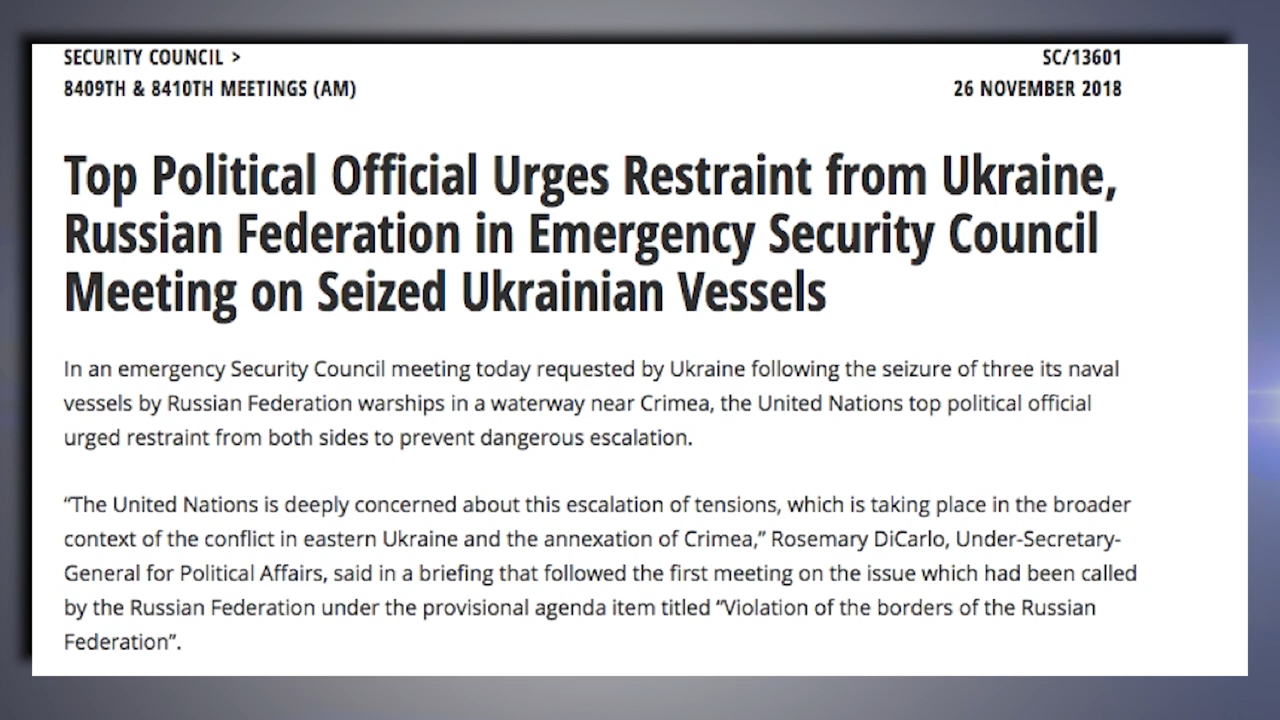 SECURITY COUNCIL >
SC/13601
8409TH & 8410TH MEETINGS (AM)
26 NOVEMBER 2018
Top Political Official Urges Restraint from Ukraine,
Russian Federation in Emergency Security Council
Meeting on Seized Ukrainian Vessels
In an emergency Security Council meeting today requested by Ukraine following the seizure of three its naval
vessels by Russian Federation warships in a waterway near Crimea, the United Nations top political official
urged restraint from both sides to prevent dangerous escalation.
“The United Nations is deeply concerned about this escalation of tensions, which is taking place in the broader
context of the conflict in eastern Ukraine and the annexation of Crimea,” Rosemary DiCarlo, Under-Secretary-
General for Political Affairs, said in a briefing that followed the first meeting on the issue which had been called
by the Russian Federation under the provisional agenda item titled “Violation of the borders of the Russian
Federation”.